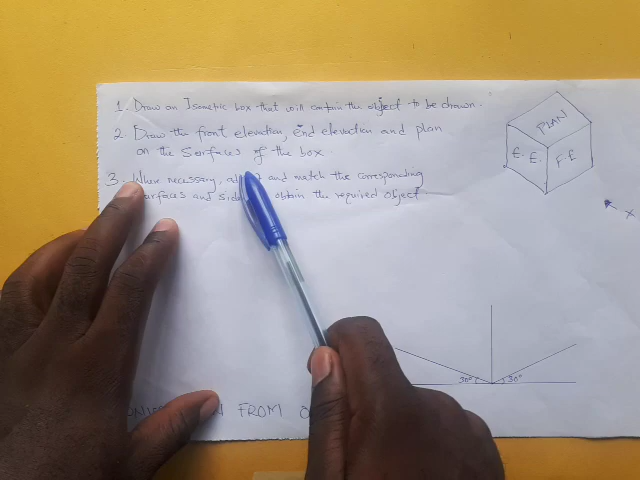 1. Draw an Isometric box that will contain the object to be drawn.
2. Draw the front elevation, End elevation and plan
on the surfaces of the box
3. When necessary, and match the corresponding
and obtain the required object
PLAN
E.E.
F.E
X
30° 30°
FROM